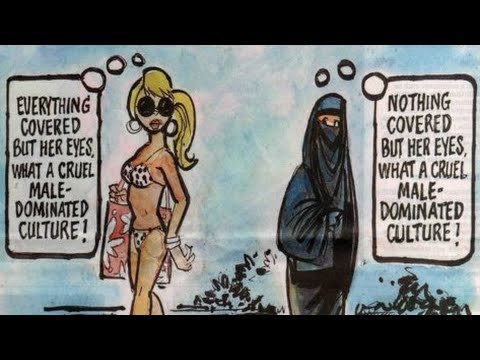 EVERYTHING
COVERED
BUT HER EYES,
WHAT A CRUEL
MALE-
DOMINATED
CULTURE!
NOTHING
COVERED
BUT HER EYES,
WHAT A CRUEL
MALE-
DOMINATED
CULTURE!